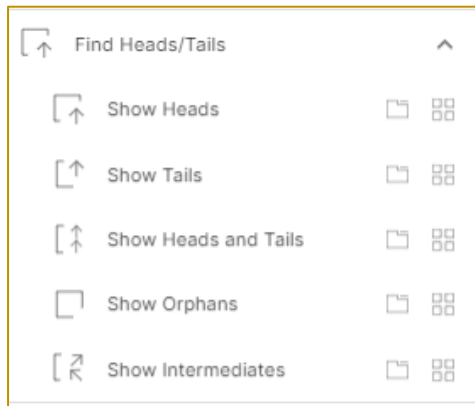 Find Heads/Tails
Show Heads
Show Tails
Show Heads and Tails
Show Orphans
Show Intermediates